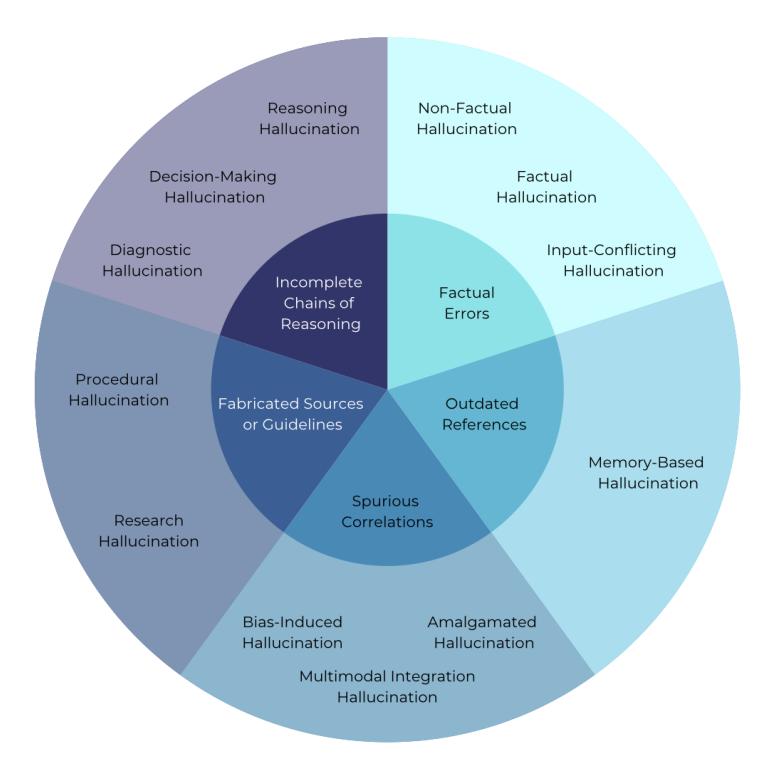 Reasoning
Hallucination
Decision-Making
Hallucination
Diagnostic
Hallucination
Incomplete
Chains of
Reasoning
Non-Factual
Hallucination
Factual
Hallucination
Input-Conflicting
Hallucination
Factual
Errors
Outdated
References
Memory-Based
Hallucination
Spurious
Correlations
Bias-Induced
Hallucination
Amalgamated
Hallucination
Multimodal Integration
Hallucination
Fabricated Sources
or Guidelines
Procedural
Hallucination
Research
Hallucination